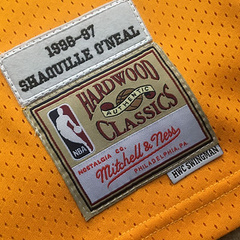 1996-97
SHAQUILLE O'NEAL
HARDWOOD
AUTHENTIC
CLASSICS
NBA
NOSTALGIA CO.
Mitchell & Ness
PHILADELPHIA, PA
HWC SWINGMAN